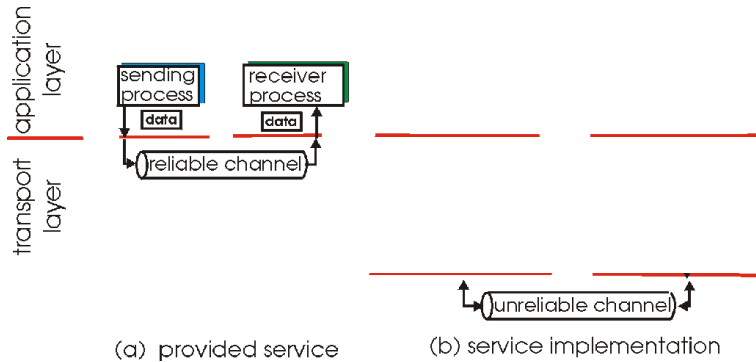 application
layer
transport
layer
sending
process
receiver
process
data
data
reliable channel
unreliable channel
(a) provided service
(b) service implementation